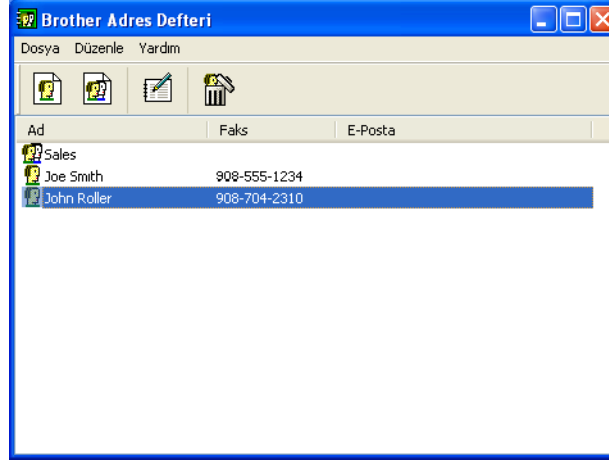 Brother Adres Defteri
Dosya Düzenle Yardım
Ad Faks E-Posta
Sales
Joe Smith 908-555-1234
John Roller 908-704-2310